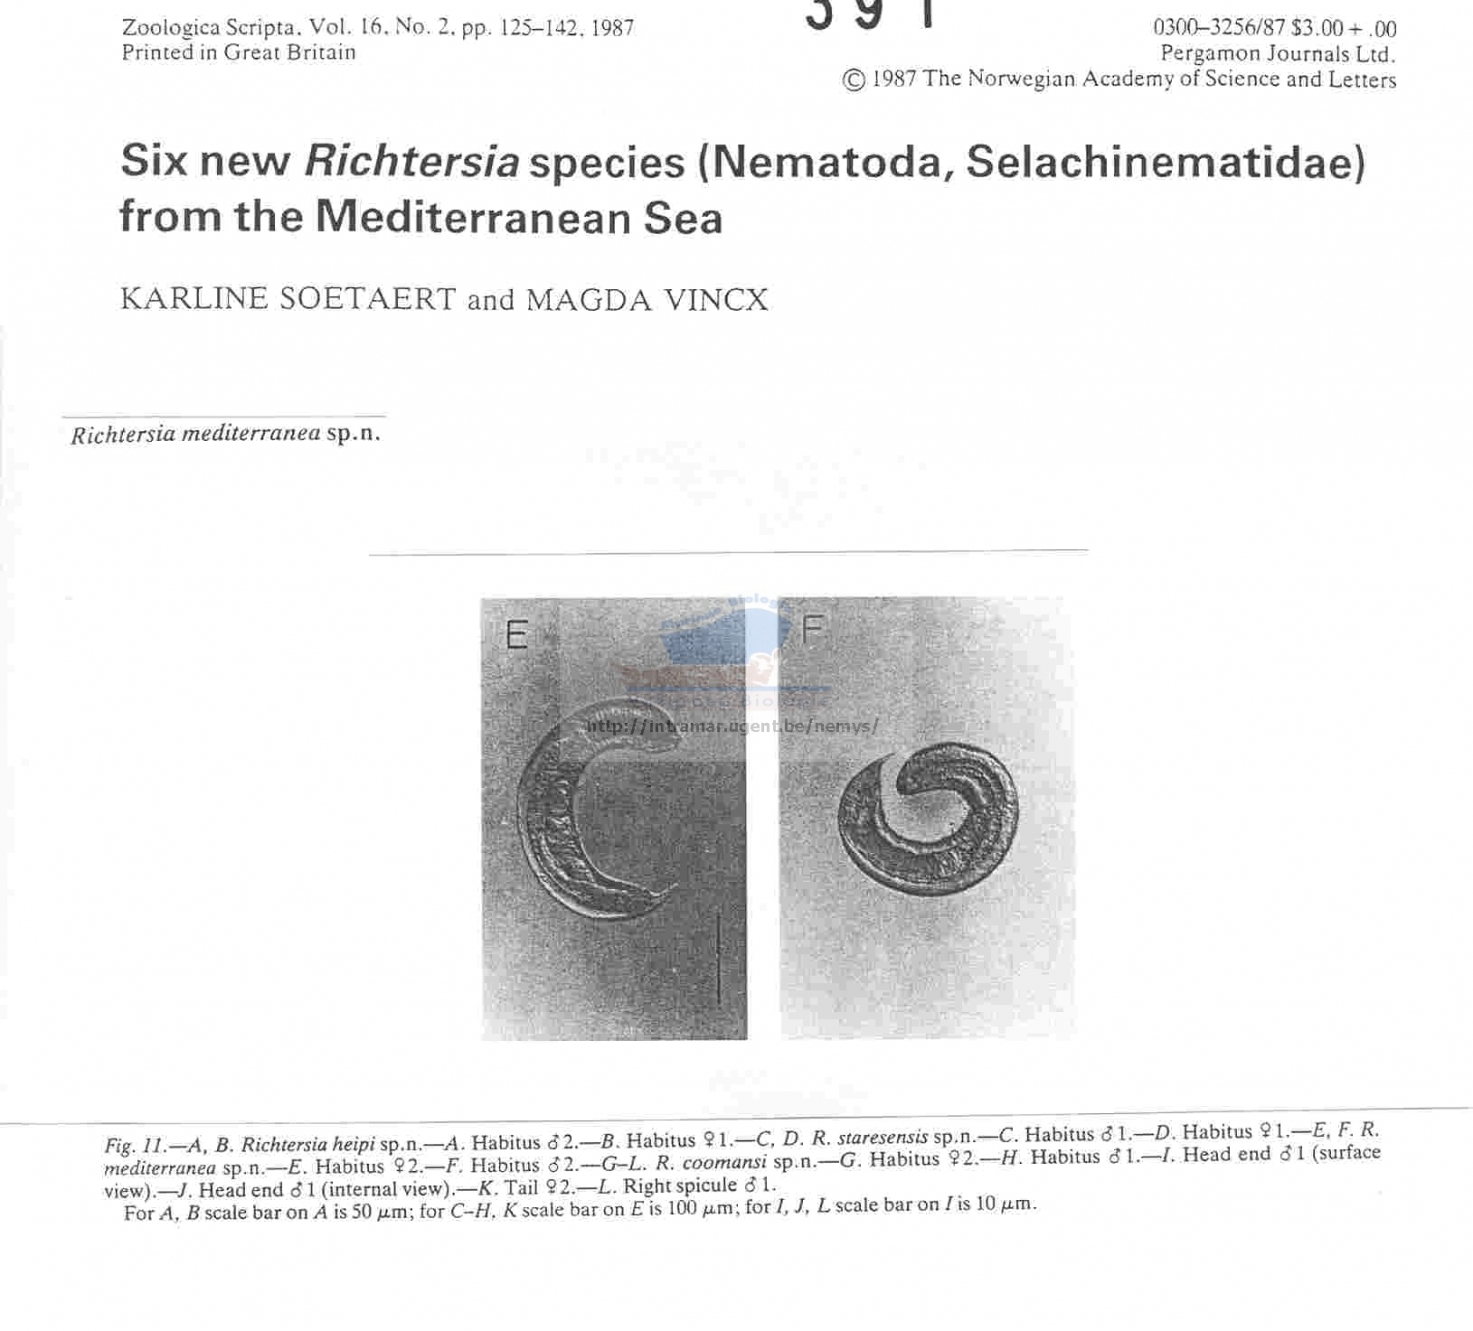 391
Zoologica Scripta, Vol. 16, No. 2, pp. 125–142, 1987
Printed in Great Britain
0300–3256/87 $3.00 + .00
Pergamon Journals Ltd.
© 1987 The Norwegian Academy of Science and Letters
Six new Richtersia species (Nematoda, Selachinematidae)
from the Mediterranean Sea
KARLINE SOETAERT and MAGDA VINCX
Richtersia mediterranea sp.n.
E
F
http://intramar.ugent.be/nemys/
Fig. 11.—A, B. Richtersia heipi sp.n.—A. Habitus ♂2.—B. Habitus ♀1.—C, D. R. staresensis sp.n.—C. Habitus ♂1.—D. Habitus ♀1.—E, F. R.
mediterranea sp.n.—E. Habitus ♀2.—F. Habitus ♂2.—G–L. R. coomansi sp.n.—G. Habitus ♀2.—H. Habitus ♂1.—I. Head end ♂1 (surface
view).—J. Head end ♂1 (internal view).—K. Tail ♀2.—L. Right spicule ♂1.
For A, B scale bar on A is 50 μm; for C–H, K scale bar on E is 100 μm; for I, J, L scale bar on I is 10 μm.